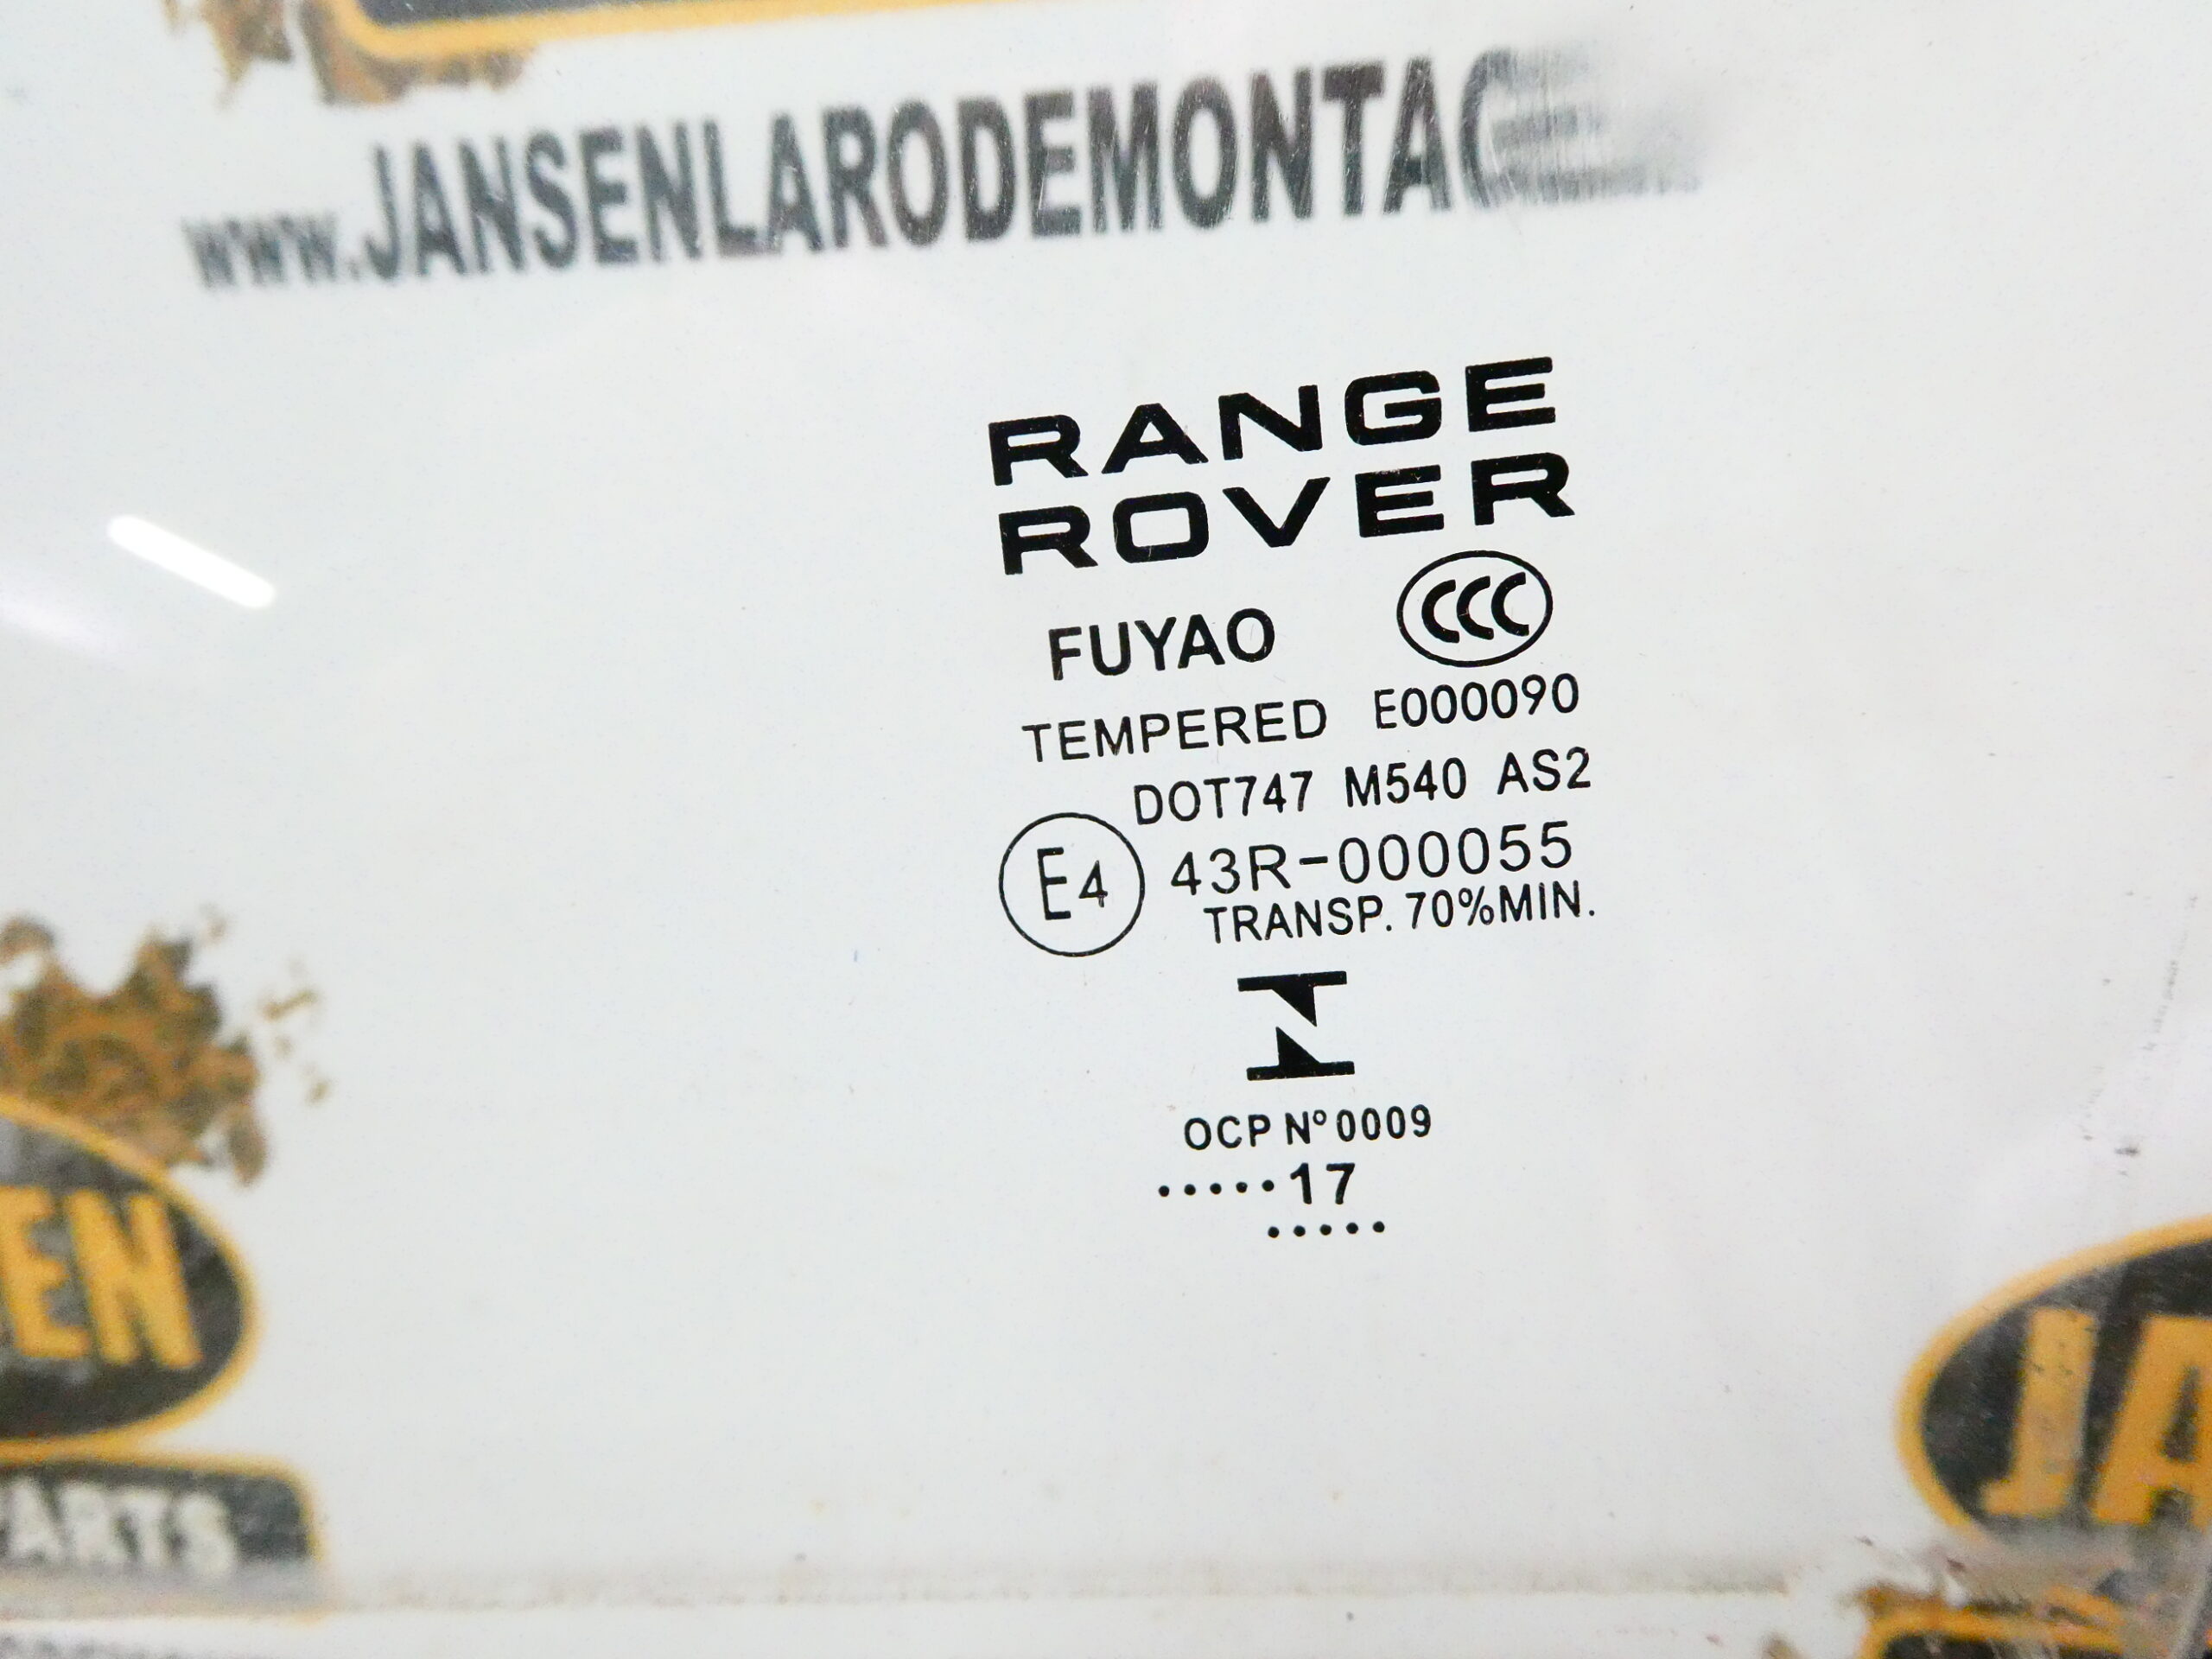 www.JANSENLARODEMONTAG
RANGE
ROVER
FUYAO
CCC
TEMPERED E000090
DOT747 M540 AS2
E4 43R-000055
TRANSP. 70%MIN.
OCP Nº0009
.....17
.....
EN
ARTS
JA